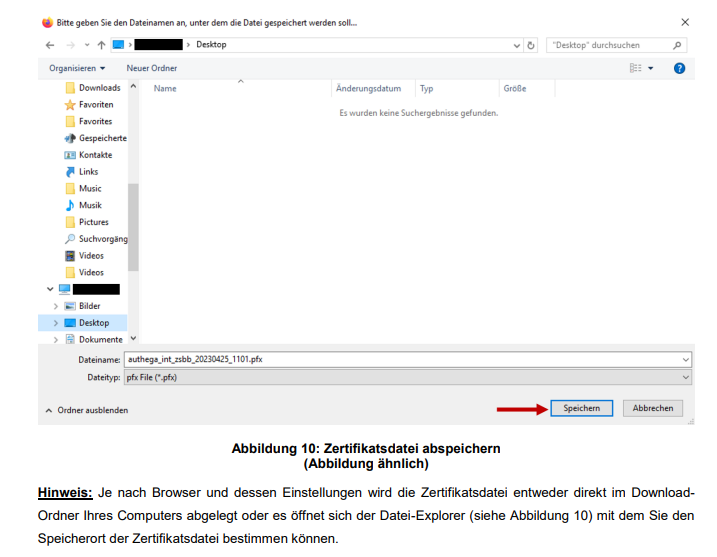 Bitte geben Sie den Dateinamen an, unter dem die Datei gespeichert werden soll...
Desktop
"Desktop" durchsuchen
Organisieren
Neuer Ordner
Name
Änderungsdatum
Typ
Größe
Es wurden keine Suchergebnisse gefunden.
Downloads
Favoriten
Favorites
Gespeicherte
Kontakte
Links
Music
Musik
Pictures
Suchvorgäng
Videos
Videos
Bilder
Desktop
Dokumente
Dateiname: authega_int_zsbb_20230425_1101.pfx
Dateityp: pfx File (*.pfx)
Ordner ausblenden
Speichern
Abbrechen
Abbildung 10: Zertifikatsdatei abspeichern
(Abbildung ähnlich)
Hinweis: Je nach Browser und dessen Einstellungen wird die Zertifikatsdatei entweder direkt im Download-
Ordner Ihres Computers abgelegt oder es öffnet sich der Datei-Explorer (siehe Abbildung 10) mit dem Sie den
Speicherort der Zertifikatsdatei bestimmen können.